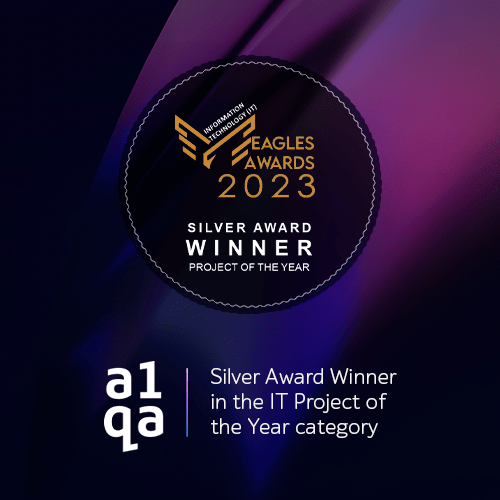 INFORMATION
TECHNOLOGY (IT)
EAGLES
AWARDS
2023
SILVER AWARD
WINNER
PROJECT OF THE YEAR
a1
qa
Silver Award Winner
in the IT Project of
the Year category